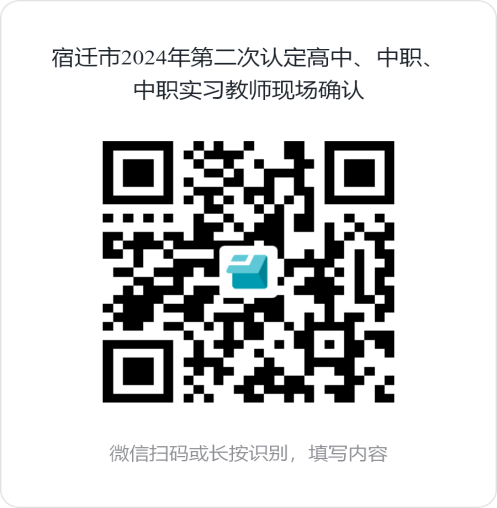 宿迁市2024年第二次认定高中、中职、
中职实习教师现场确认
微信扫码或长按识别，填写内容